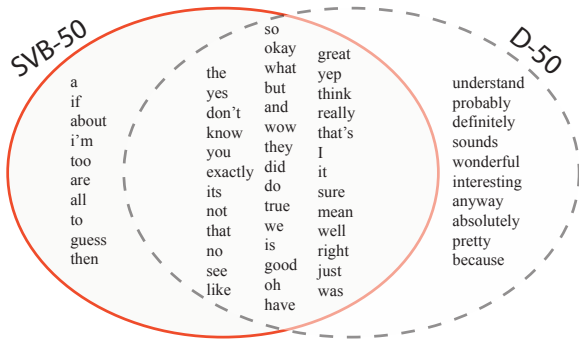 SVB-50
D-50
a
if
about
i'm
too
are
all
to
guess
then
the
yes
don't
know
you
exactly
its
not
that
no
see
like
so
okay
what
but
and
wow
they
did
do
true
we
is
good
oh
have
great
yep
think
really
that's
I
it
sure
mean
well
right
just
was
understand
probably
definitely
sounds
wonderful
interesting
anyway
absolutely
pretty
because